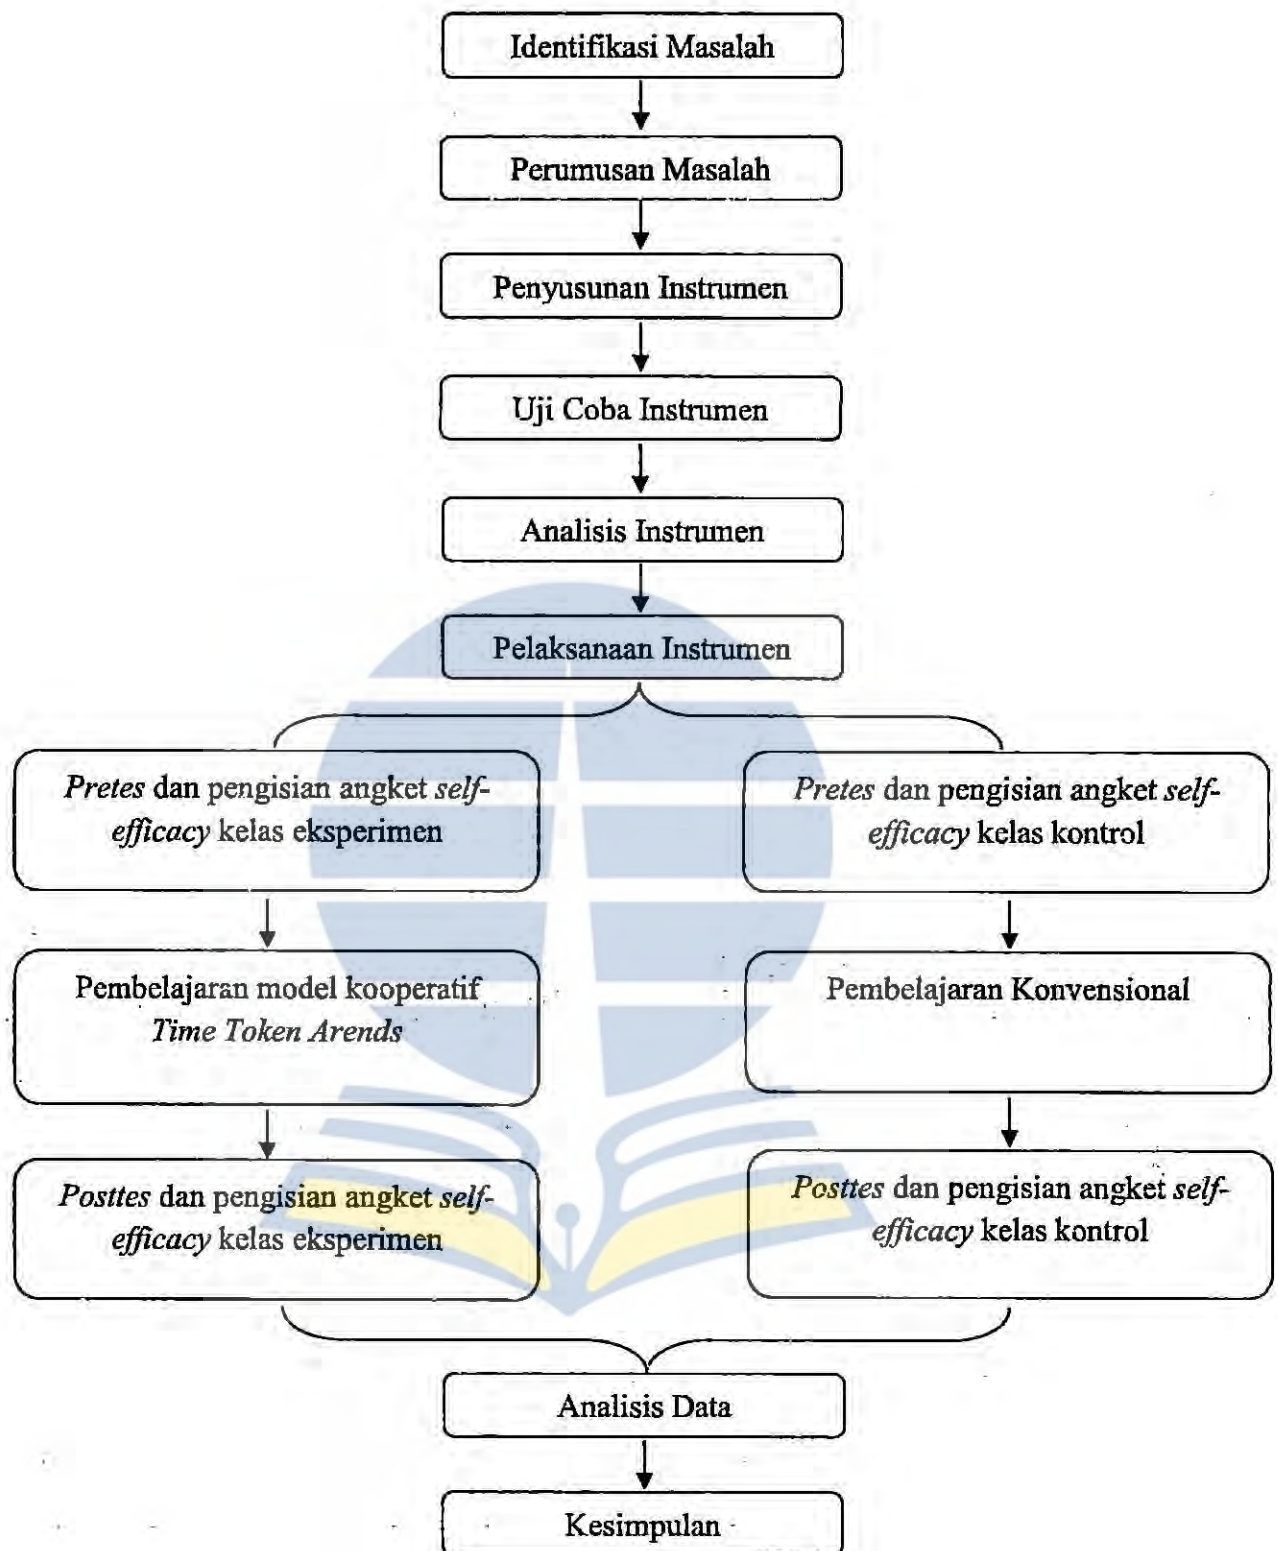 Identifikasi Masalah
Perumusan Masalah
Penyusunan Instrumen
Uji Coba Instrumen
Analisis Instrumen
Pelaksanaan Instrumen
Pretes dan pengisian angket self-
efficacy kelas eksperimen
Pretes dan pengisian angket self-
efficacy kelas kontrol
Pembelajaran model kooperatif
Time Token Arends
Pembelajaran Konvensional
Posttes dan pengisian angket self-
efficacy kelas eksperimen
Posttes dan pengisian angket self-
efficacy kelas kontrol
Analisis Data
Kesimpulan